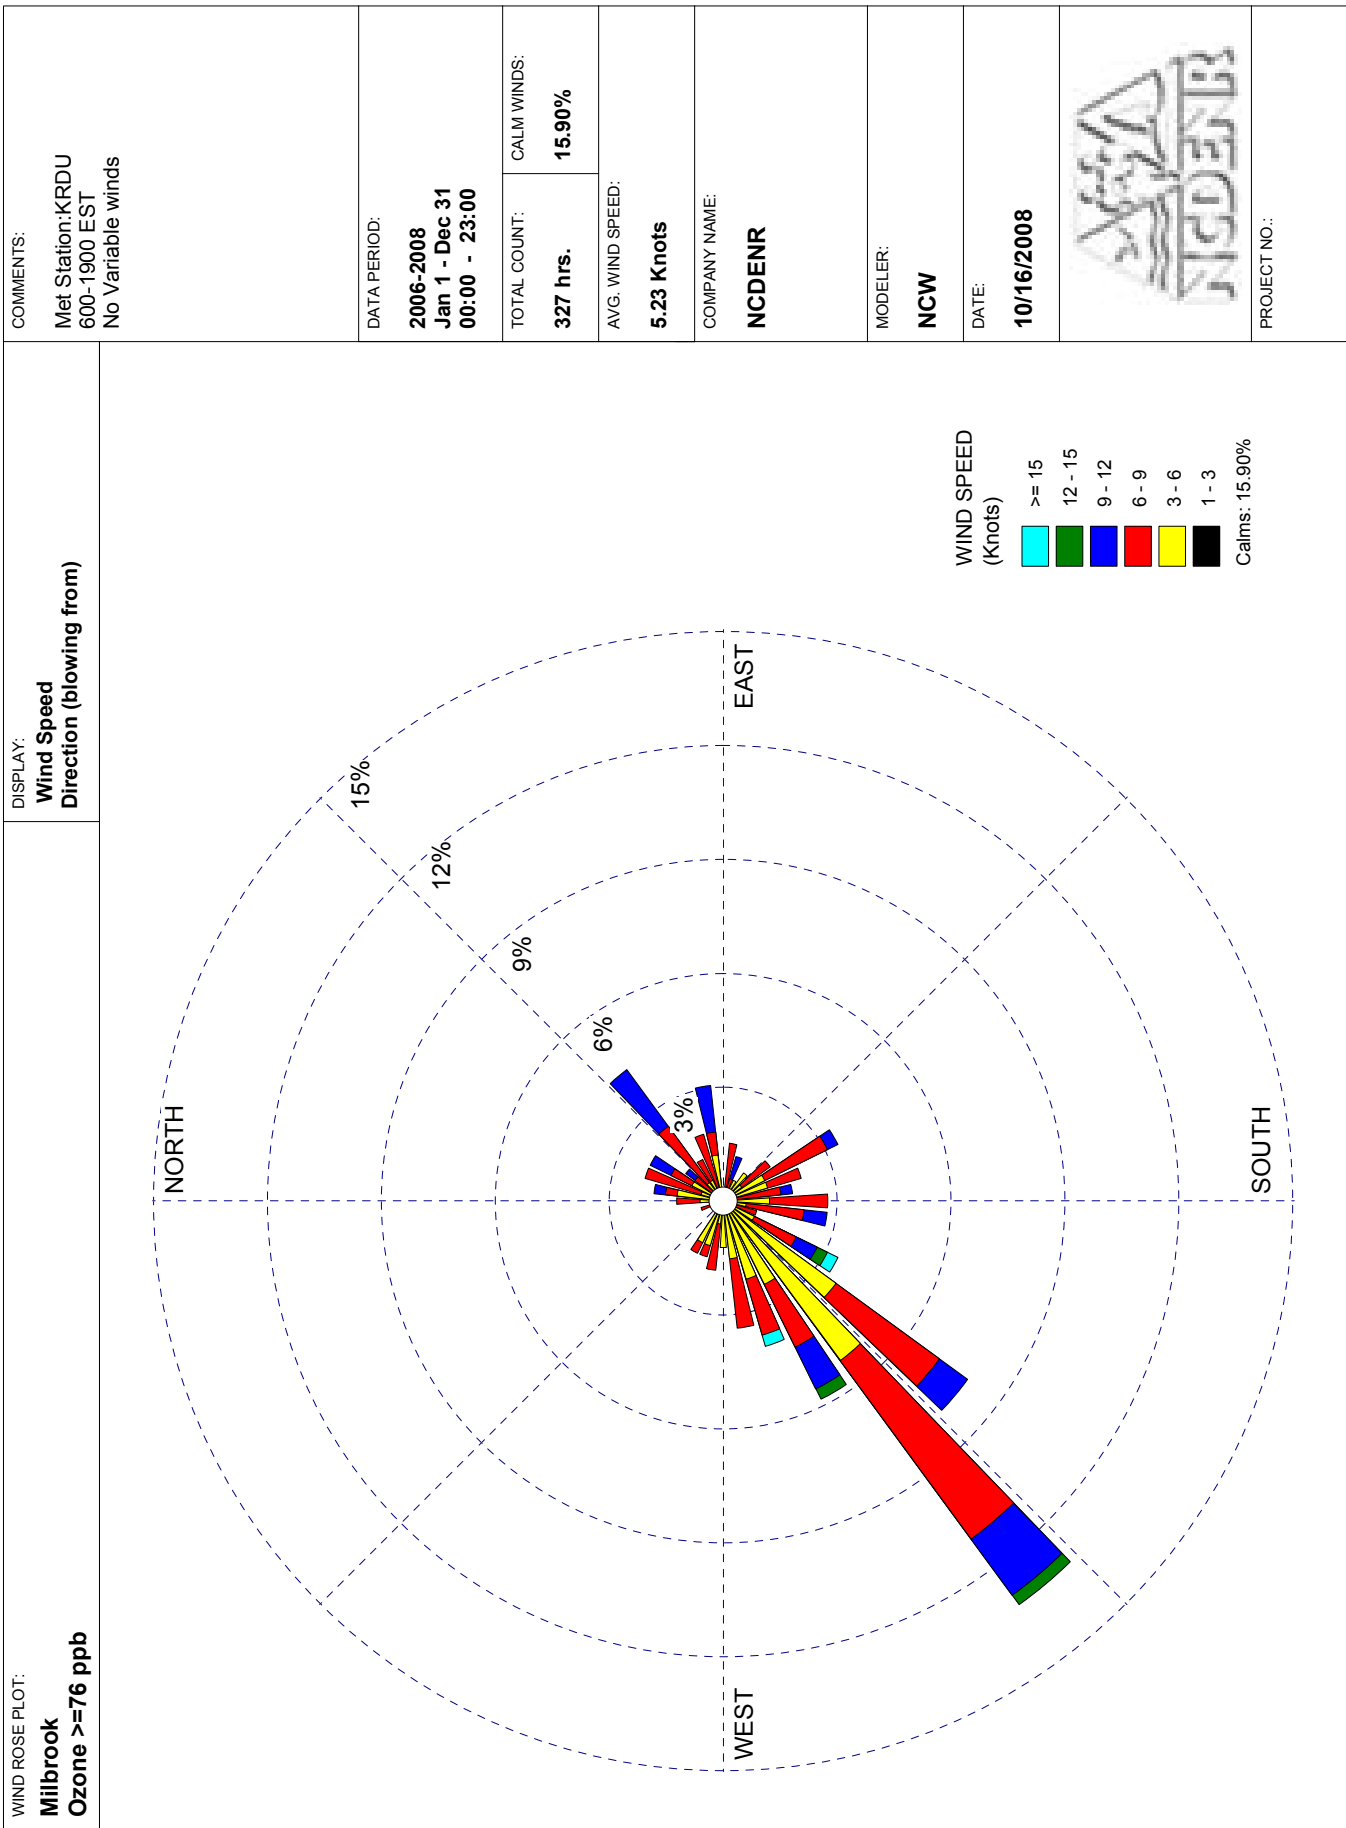 WIND ROSE PLOT:
Milbrook
Ozone >=76 ppb
DISPLAY:
Wind Speed
Direction (blowing from)
COMMENTS:
Met Station:KRDU
600-1900 EST
No Variable winds
NORTH
SOUTH
WEST
EAST
3%
6%
9%
12%
15%
WIND SPEED
(Knots)
>= 15
12 - 15
9 - 12
6 - 9
3 - 6
1 - 3
Calms: 15.90%
DATA PERIOD:
2006-2008
Jan 1 - Dec 31
00:00 - 23:00
TOTAL COUNT:
327 hrs.
CALM WINDS:
15.90%
AVG. WIND SPEED:
5.23 Knots
COMPANY NAME:
NCDENR
MODELER:
NCW
DATE:
10/16/2008
NCDENR
PROJECT NO.: